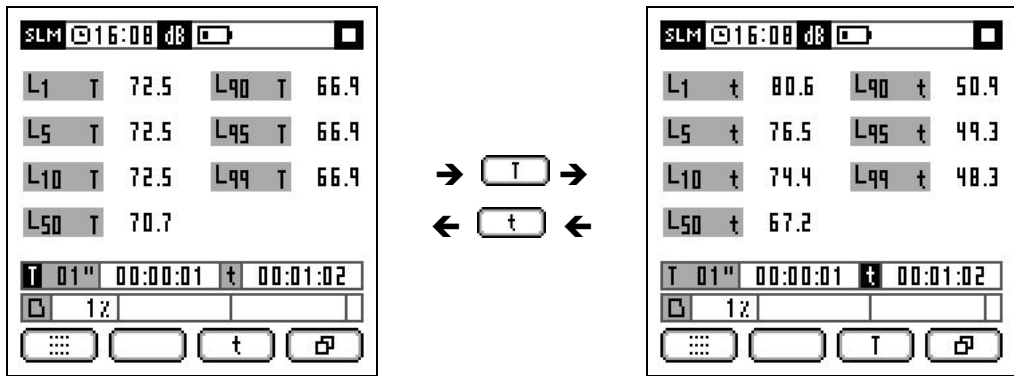 SLM 16:08 dB
L1 T 72.5 L90 T 66.9
L5 T 72.5 L95 T 66.9
L10 T 72.5 L99 T 66.9
L50 T 70.7
T 01" 00:00:01 t 00:01:02
1%
t
→ T →
← t ←
SLM 16:08 dB
L1 t 80.6 L90 t 50.9
L5 t 76.5 L95 t 49.3
L10 t 74.4 L99 t 48.3
L50 t 67.2
T 01" 00:00:01 t 00:01:02
1%
T